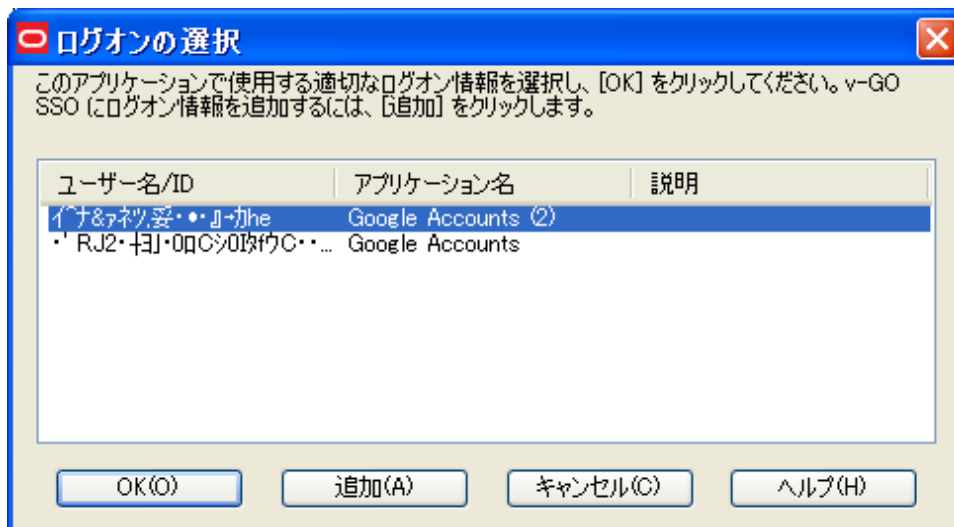 ログオンの選択
このアプリケーションで使用する適切なログオン情報を選択し、[OK] をクリックしてください。v-GO
SSO にログオン情報を追加するには、[追加] をクリックします。
ユーザー名/ID アプリケーション名 説明
Google Accounts (2)
Google Accounts
OK(O) 追加(A) キャンセル(C) ヘルプ(H)